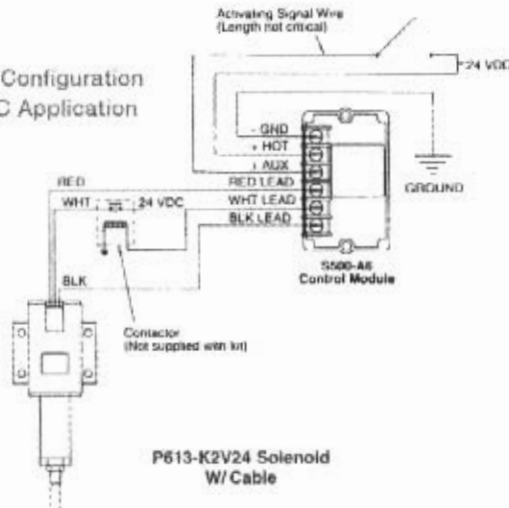 Activating Signal Wire
(Length not critical)
24 VDC
Configuration
C Application
- GND
+ HOT
+ AUX
RED
RED LEAD
GROUND
WHT
24 VDC
WHT LEAD
BLK LEAD
S500-A6
Control Module
BLK
Contactor
(Not supplied with kit)
P613-K2V24 Solenoid
W/ Cable